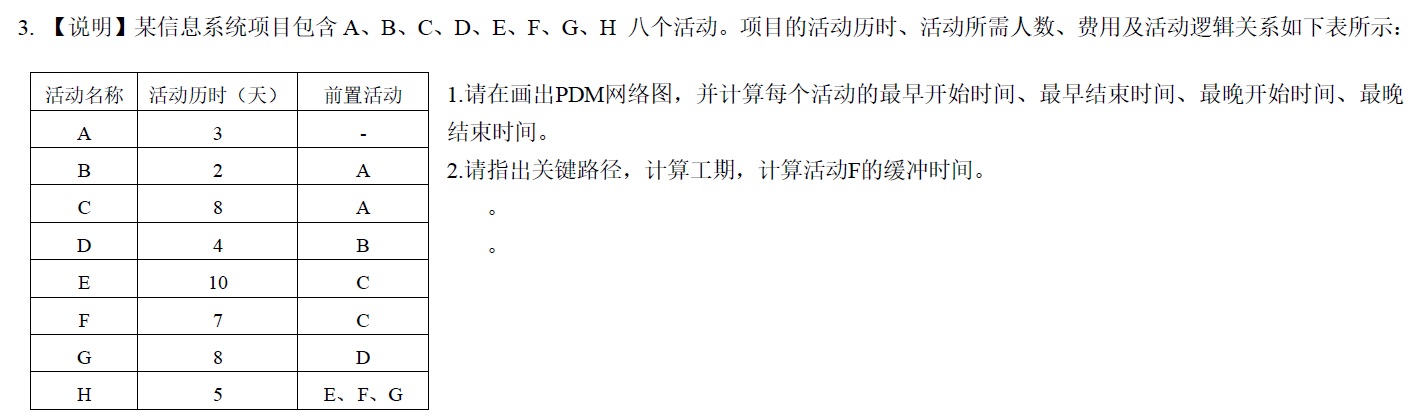 3. 【说明】某信息系统项目包含 A、B、C、D、E、F、G、H 八个活动。项目的活动历时、活动所需人数、费用及活动逻辑关系如下表所示：
活动名称 活动历时（天） 前置活动
A 3 -
B 2 A
C 8 A
D 4 B
E 10 C
F 7 C
G 8 D
H 5 E、F、G
1.请在画出PDM网络图，并计算每个活动的最早开始时间、最早结束时间、最晚开始时间、最晚
结束时间。
2.请指出关键路径，计算工期，计算活动F的缓冲时间。
。
。